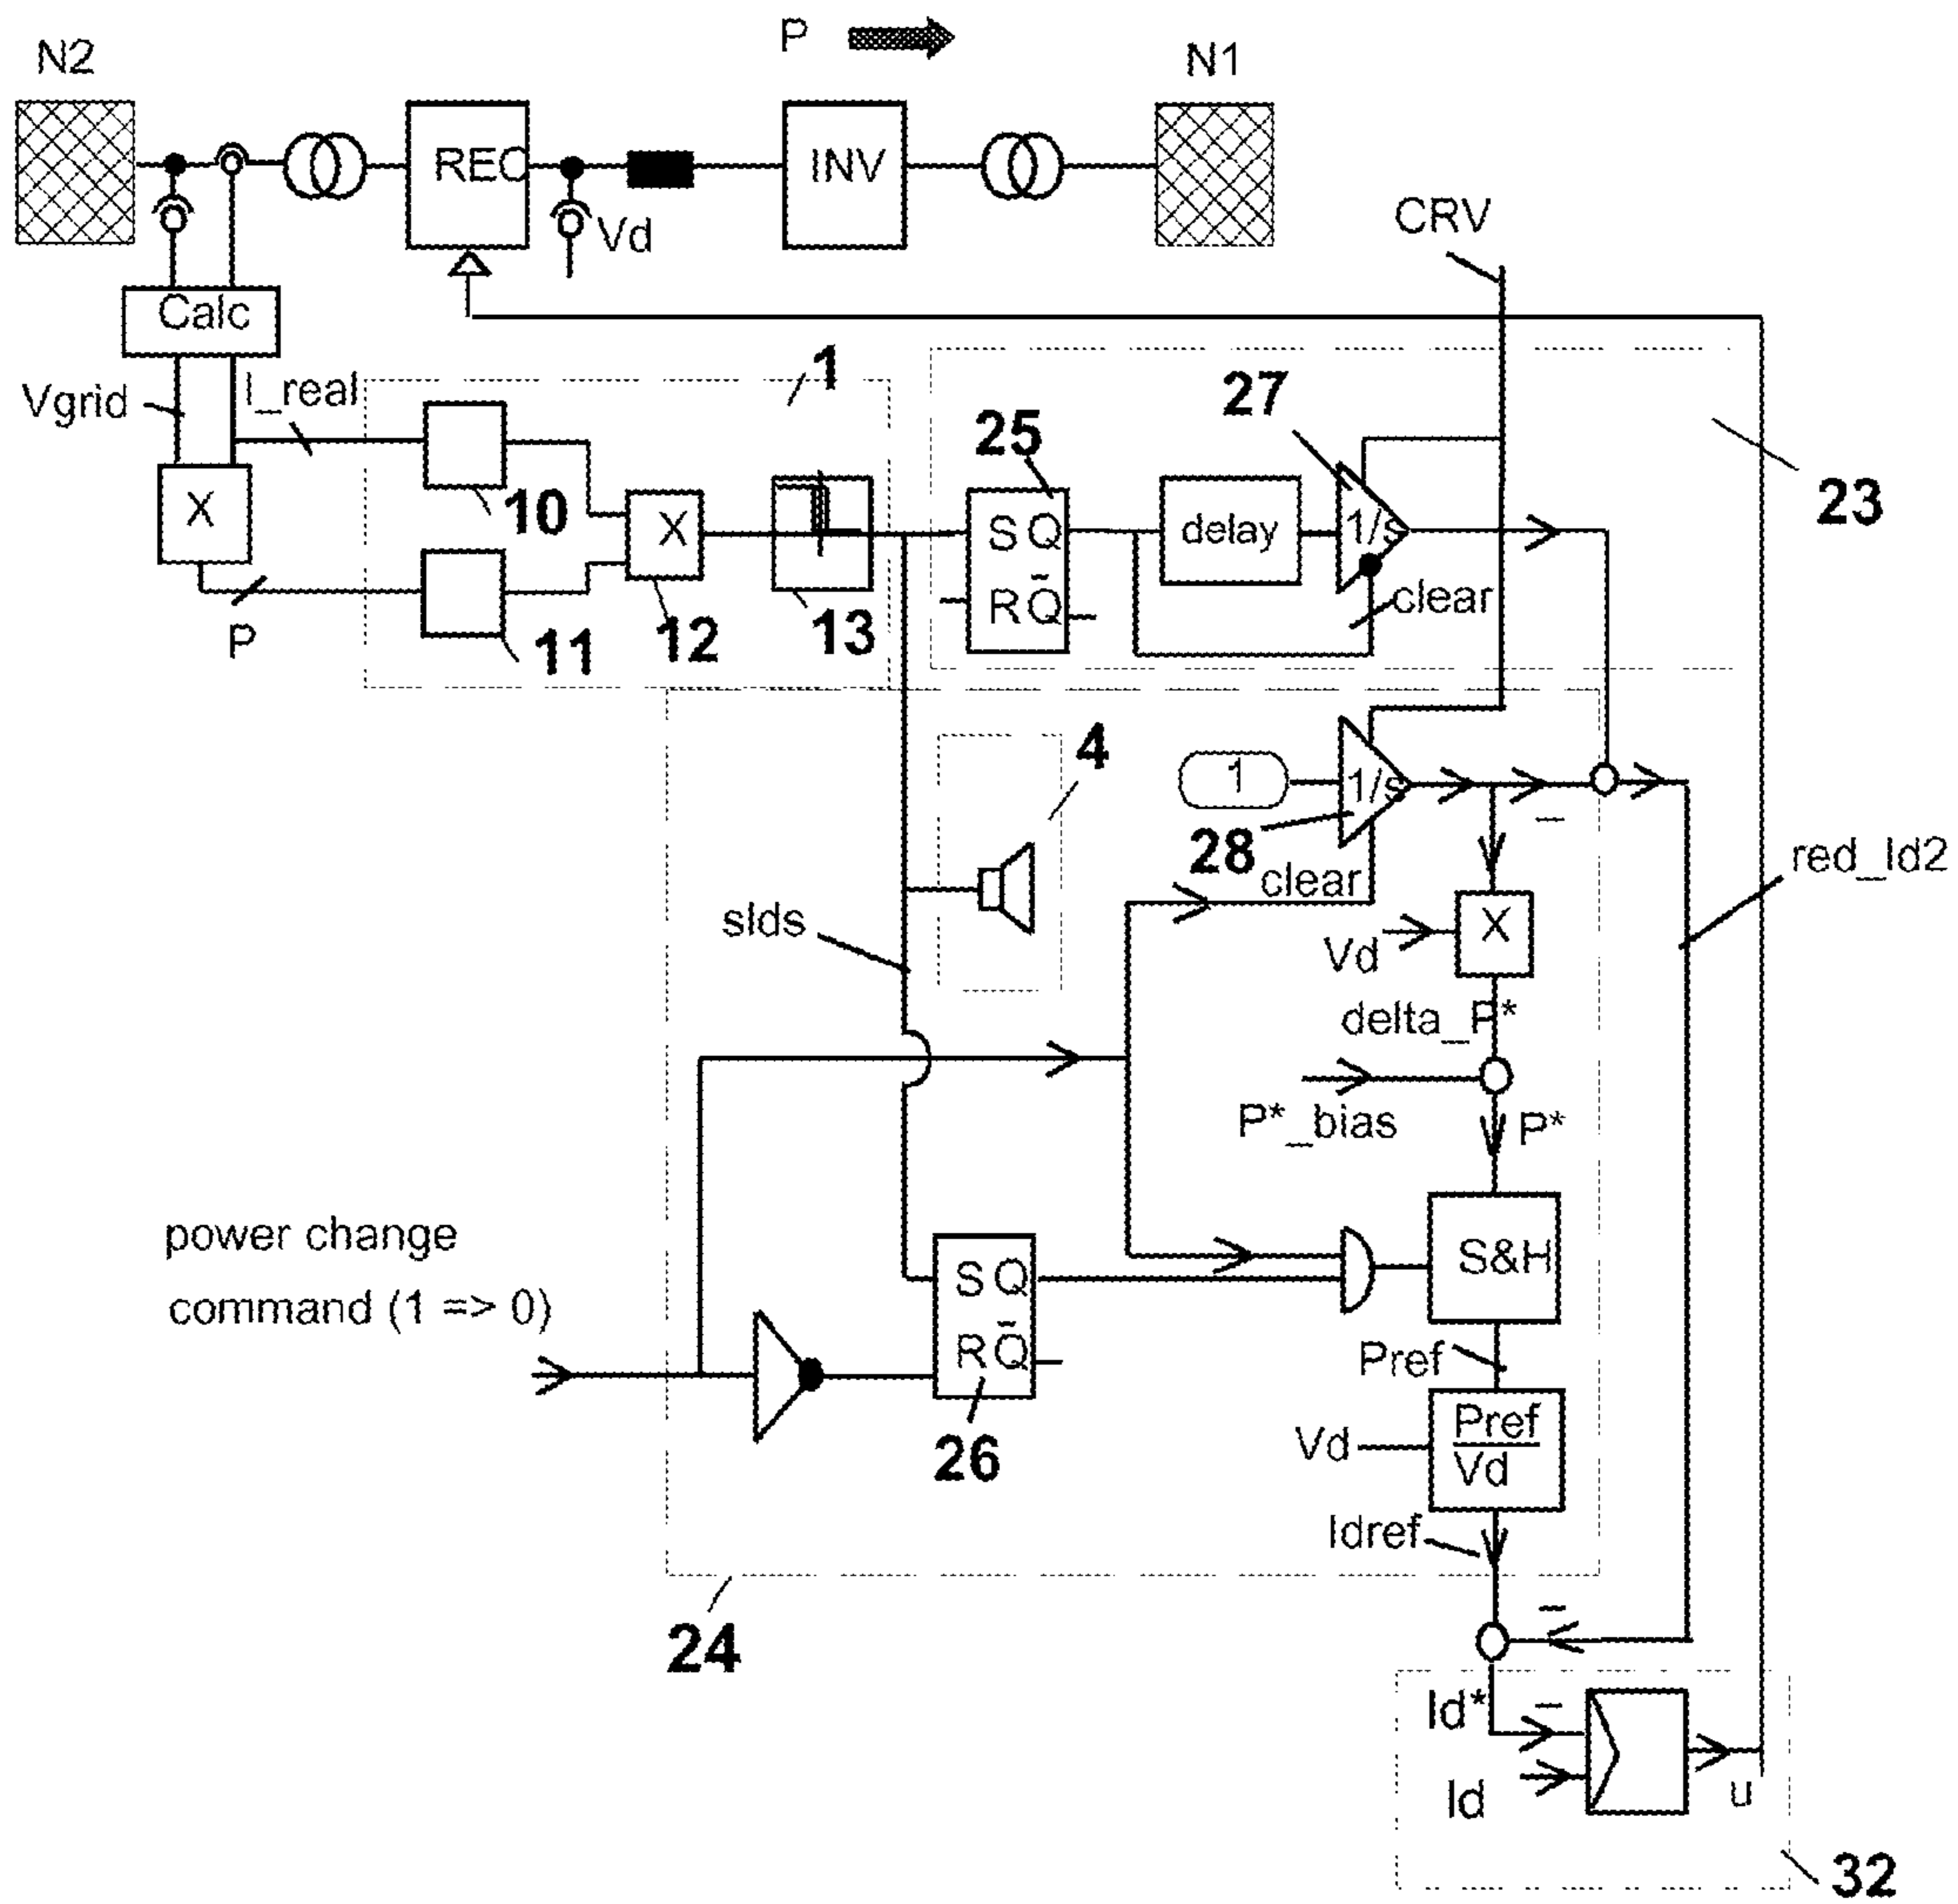 P
N2
N1
REC
INV
Vd
CRV
Calc
1
Vgrid
I_real
27
25
23
X
10
X
S Q
delay
1/s
R Q̄
clear
P
11
12
13
4
1
1/s
28
clear
red_Id2
slds
Vd
X
delta_P*
P*_bias
P*
power change
S Q
S&H
command (1 => 0)
R Q̄
Pref
26
Vd
Pref
Vd
Idref
24
Id*
Id
u
32